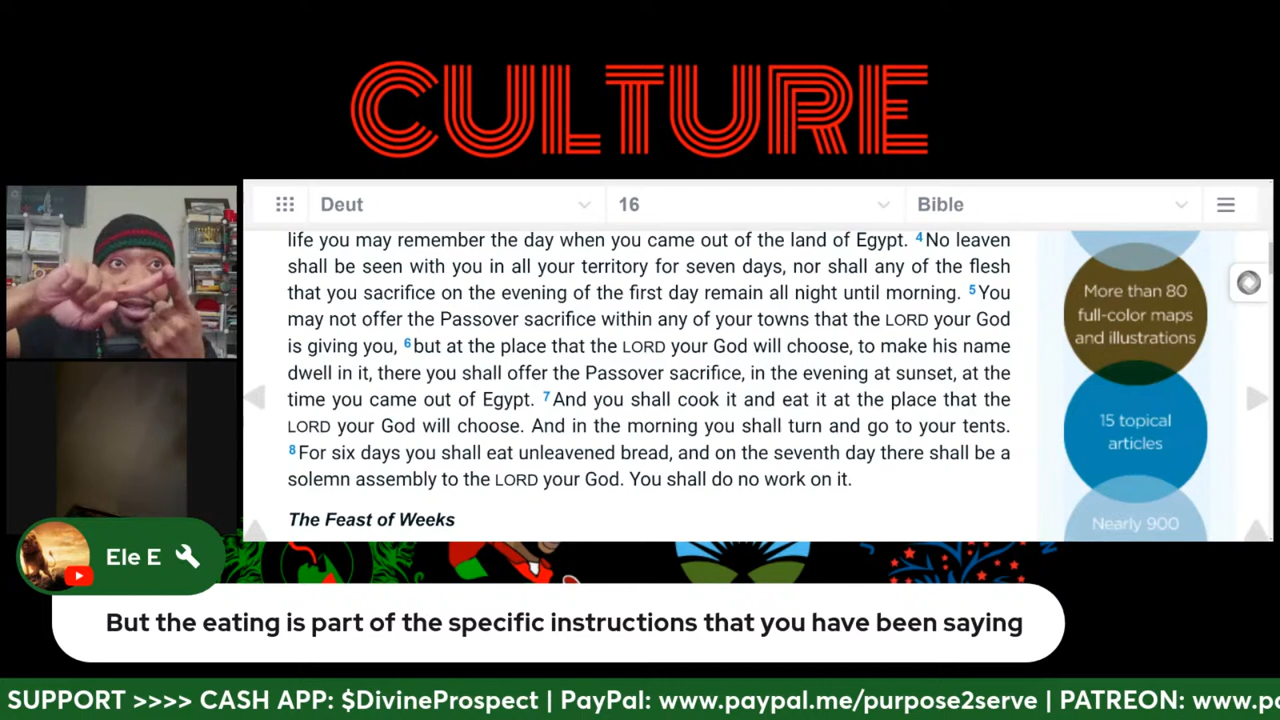 CULTURE
Deut 16 Bible
life you may remember the day when you came out of the land of Egypt. 4No leaven
shall be seen with you in all your territory for seven days, nor shall any of the flesh
that you sacrifice on the evening of the first day remain all night until morning. 5You
may not offer the Passover sacrifice within any of your towns that the LORD your God
is giving you, 6but at the place that the LORD your God will choose, to make his name
dwell in it, there you shall offer the Passover sacrifice, in the evening at sunset, at the
time you came out of Egypt. 7And you shall cook it and eat it at the place that the
LORD your God will choose. And in the morning you shall turn and go to your tents.
8For six days you shall eat unleavened bread, and on the seventh day there shall be a
solemn assembly to the LORD your God. You shall do no work on it.
The Feast of Weeks
More than 80
full-color maps
and illustrations
15 topical
articles
Nearly 900
Ele E
But the eating is part of the specific instructions that you have been saying
SUPPORT >>>> CASH APP: $DivineProspect | PayPal: www.paypal.me/purpose2serve | PATREON: www.p